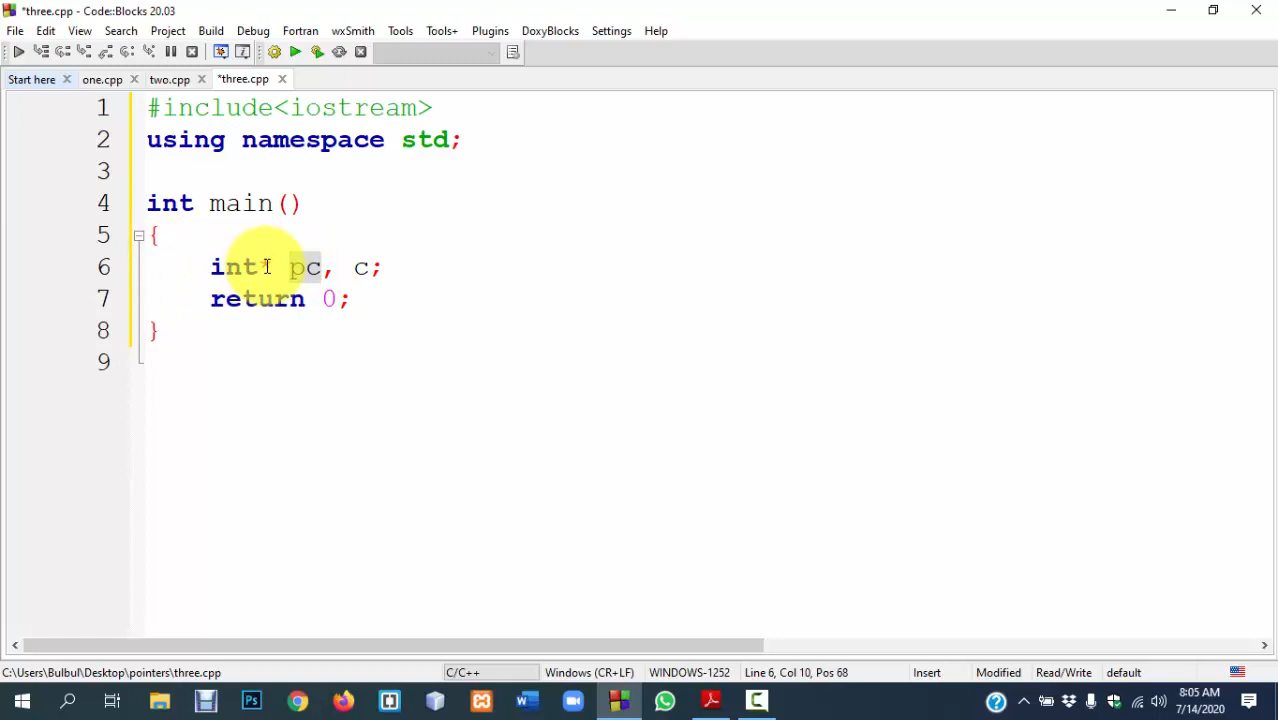 *three.cpp - Code::Blocks 20.03
File Edit View Search Project Build Debug Fortran wxSmith Tools Tools+ Plugins DoxyBlocks Settings Help
Start here one.cpp two.cpp *three.cpp
1 #include<iostream>
2 using namespace std;
3
4 int main()
5 {
6 int* pc, c;
7 return 0;
8 }
9
C:\Users\Bulbul\Desktop\pointers\three.cpp C/C++ Windows (CR+LF) WINDOWS-1252 Line 6, Col 10, Pos 68 Insert Modified Read/Write default
8:05 AM
7/14/2020